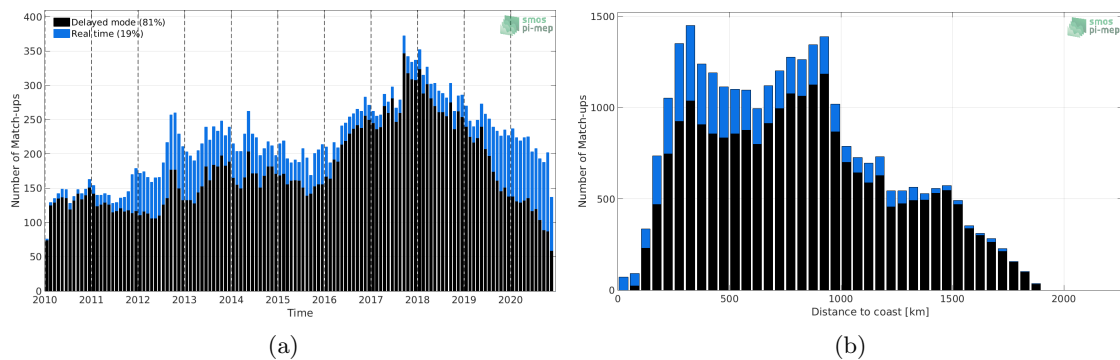 400
350
300
250
200
150
100
50
0
Number of Match-ups
Delayed mode (81%)
Real time (19%)
smos
pi-mep
2010 2011 2012 2013 2014 2015 2016 2017 2018 2019 2020
Time
(a)
1500
1000
500
0
Number of Match-ups
smos
pi-mep
0 500 1000 1500 2000
Distance to coast [km]
(b)